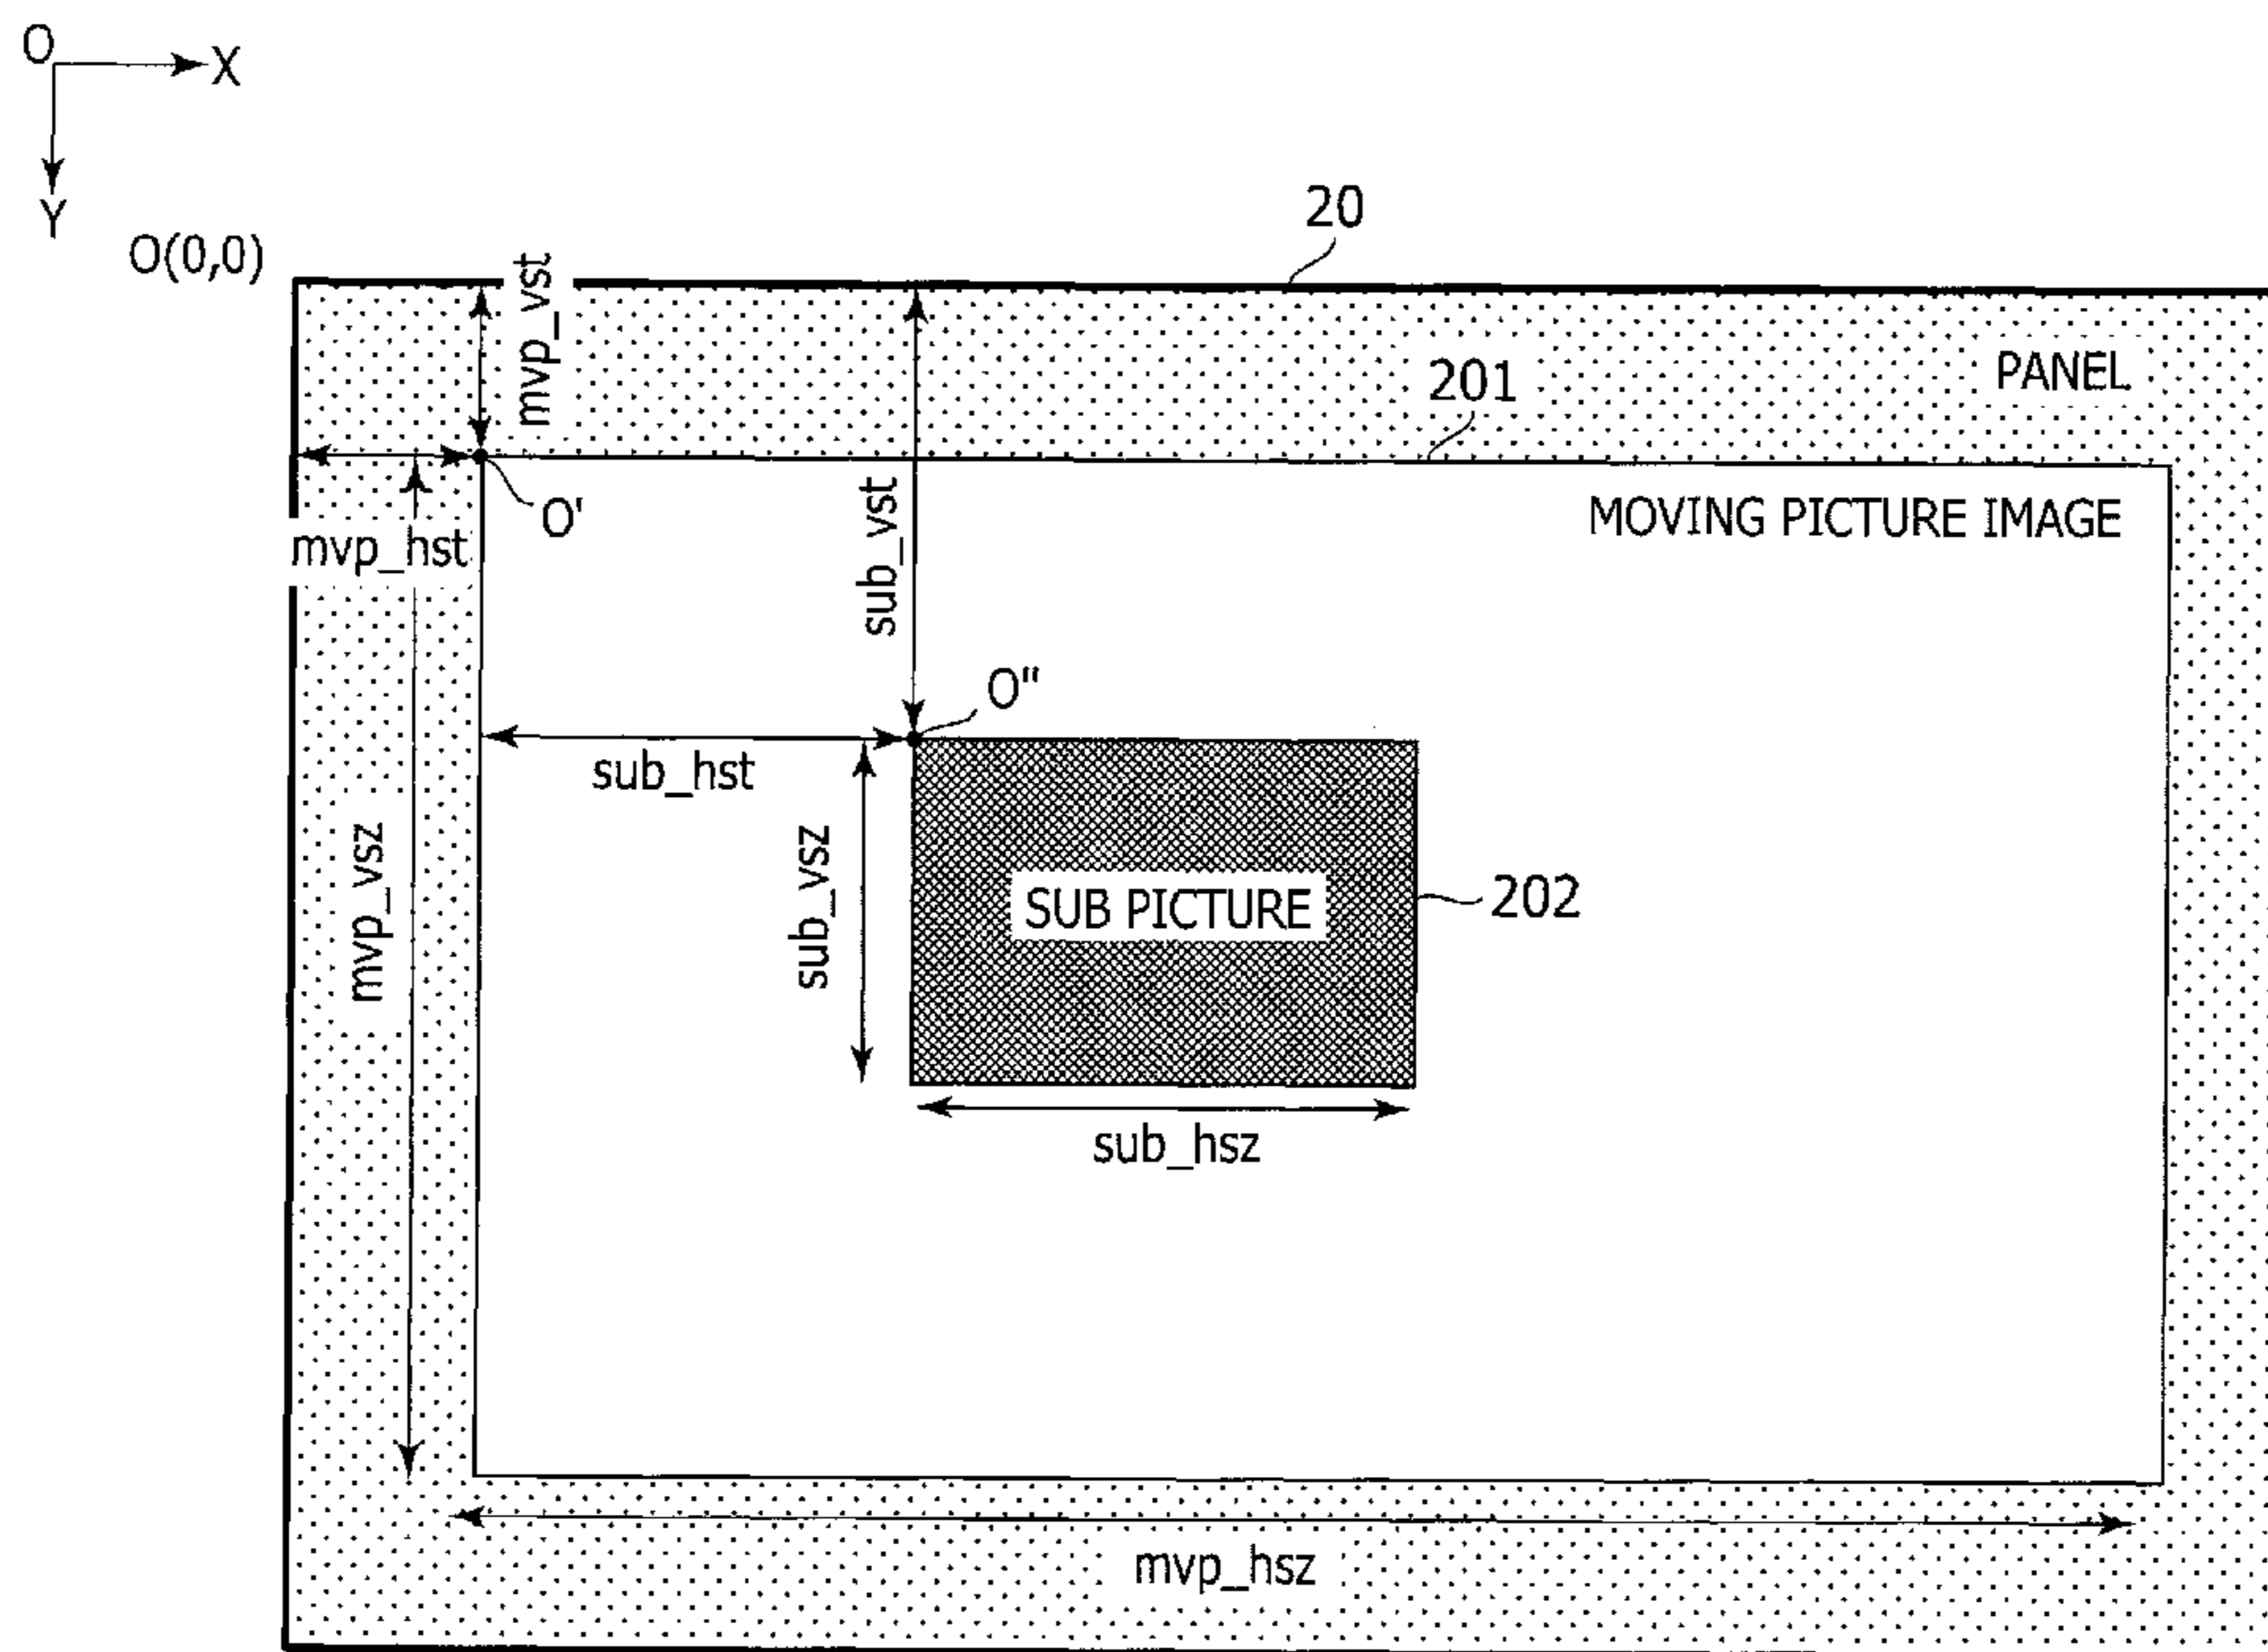 O
X
Y
O(0,0)
20
mvp_vst
201
PANEL
O'
MOVING PICTURE IMAGE
mvp_hst
sub_vst
O"
sub_hst
mvp_vsz
sub_vsz
SUB PICTURE
202
sub_hsz
mvp_hsz